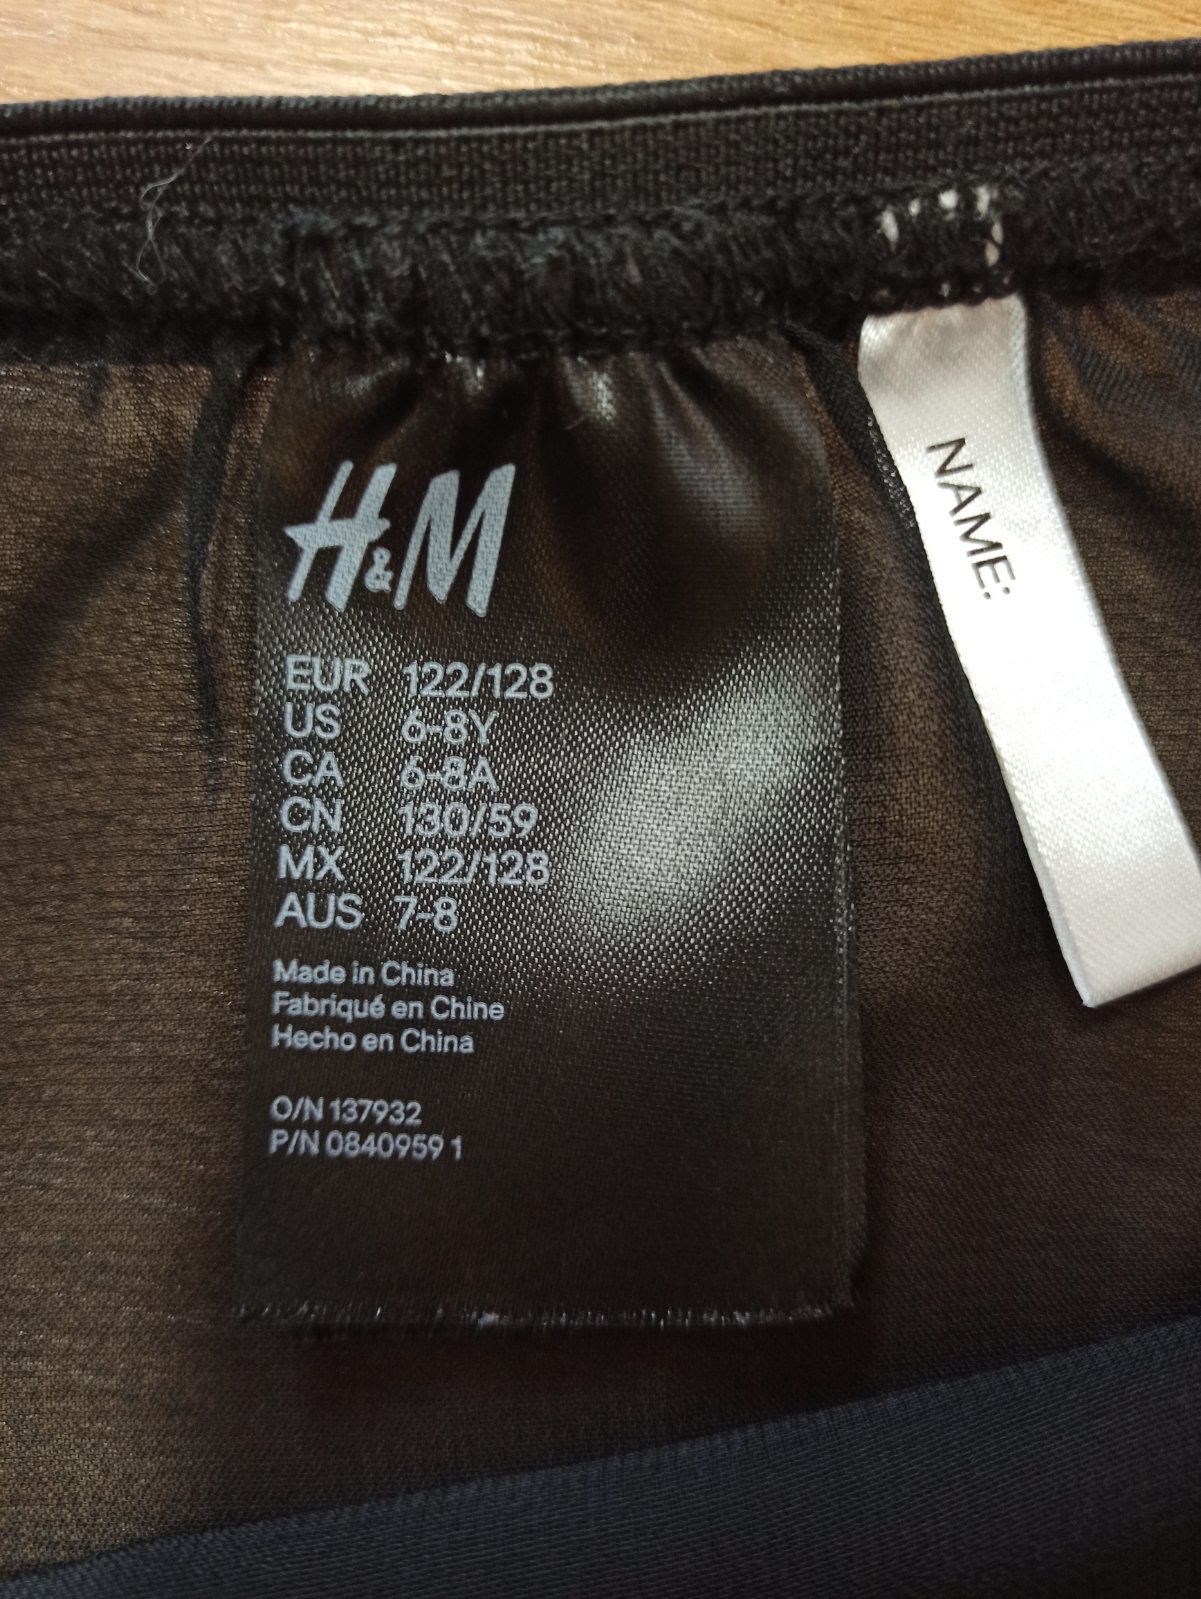 H&M
EUR 122/128
US 6-8Y
CA 6-8A
CN 130/59
MX 122/128
AUS 7-8
Made in China
Fabriqué en Chine
Hecho en China
O/N 137932
P/N 0840959 1
NAME: